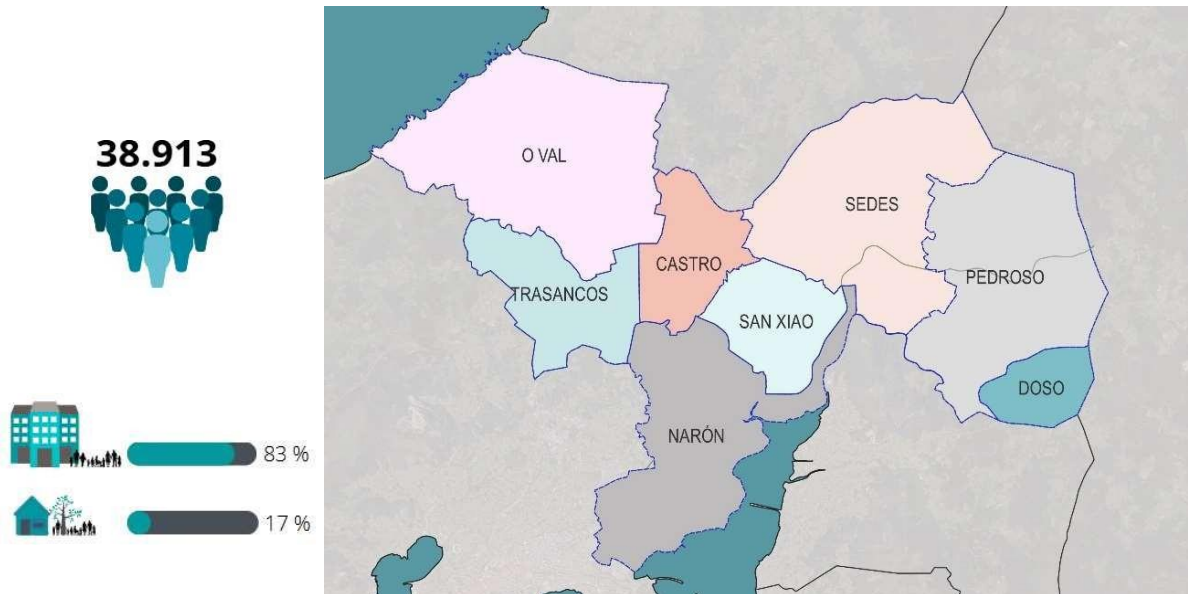 38.913
83 %
17 %
O VAL
SEDES
CASTRO
PEDROSO
TRASANCOS
SAN XIAO
DOSO
NARÓN